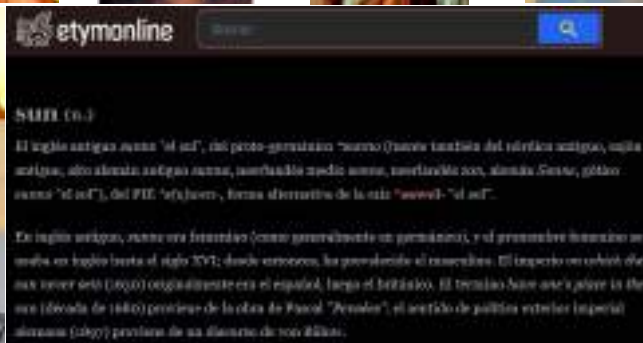 etymonline
sun (n.)
El inglés antiguo sunne "el sol", del proto-germánico *sunno (fuente también del nórdico antiguo, sajón
antiguo, alto alemán antiguo sunna, neerlandés medio sonne, neerlandés zon, alemán Sonne, gótico
sunno "el sol"), del PIE *s(u)wen-, forma alternativa de la raíz *sawel- "el sol".
En inglés antiguo, sunne era femenino (como generalmente en germánico), y el pronombre femenino se
usaba en inglés hasta el siglo XVI; desde entonces, ha prevalecido el masculino. El imperio on which the
sun never sets (1630) originalmente era el español, luego el británico. El término have one's place in the
sun (década de 1680) proviene de la obra de Pascal "Pensées"; el sentido de política exterior imperial
alemana (1897) proviene de un discurso de von Bülow.